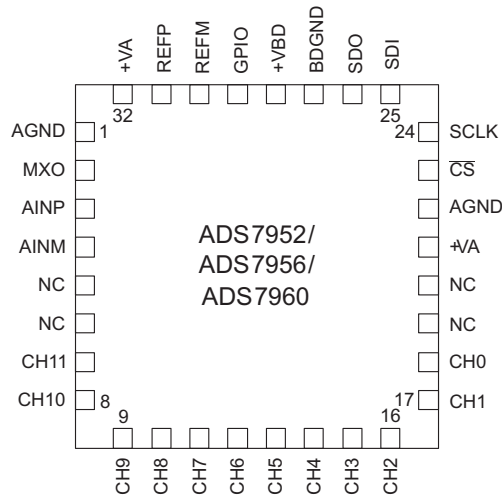 +VA
REFP
REFM
GPIO
+VBD
BDGND
SDO
SDI
32
25
AGND
1
24
SCLK
MXO
CS
AINP
AGND
AINM
+VA
NC
NC
NC
NC
CH11
CH0
CH10
8
17
CH1
ADS7952/
ADS7956/
ADS7960
9
16
CH9
CH8
CH7
CH6
CH5
CH4
CH3
CH2